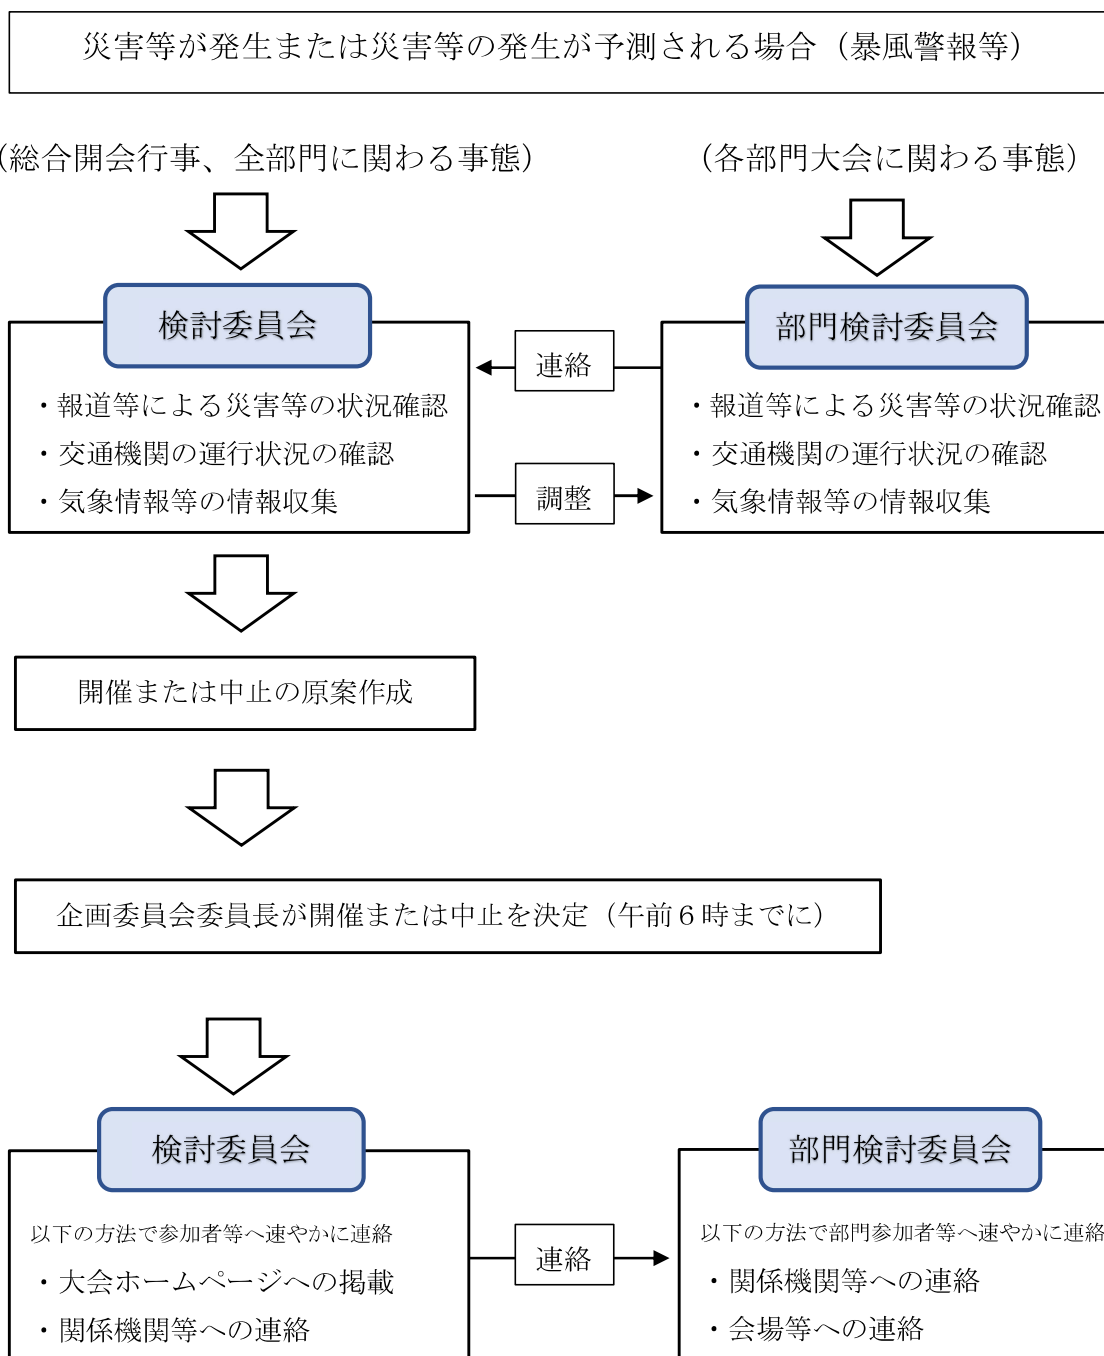 災害等が発生または災害等の発生が予測される場合（暴風警報等）
（総合開会行事、全部門に関わる事態）
（各部門大会に関わる事態）
検討委員会
・報道等による災害等の状況確認
・交通機関の運行状況の確認
・気象情報等の情報収集
連絡
調整
部門検討委員会
・報道等による災害等の状況確認
・交通機関の運行状況の確認
・気象情報等の情報収集
開催または中止の原案作成
企画委員会委員長が開催または中止を決定（午前６時までに）
検討委員会
以下の方法で参加者等へ速やかに連絡
・大会ホームページへの掲載
・関係機関等への連絡
連絡
部門検討委員会
以下の方法で部門参加者等へ速やかに連絡
・関係機関等への連絡
・会場等への連絡